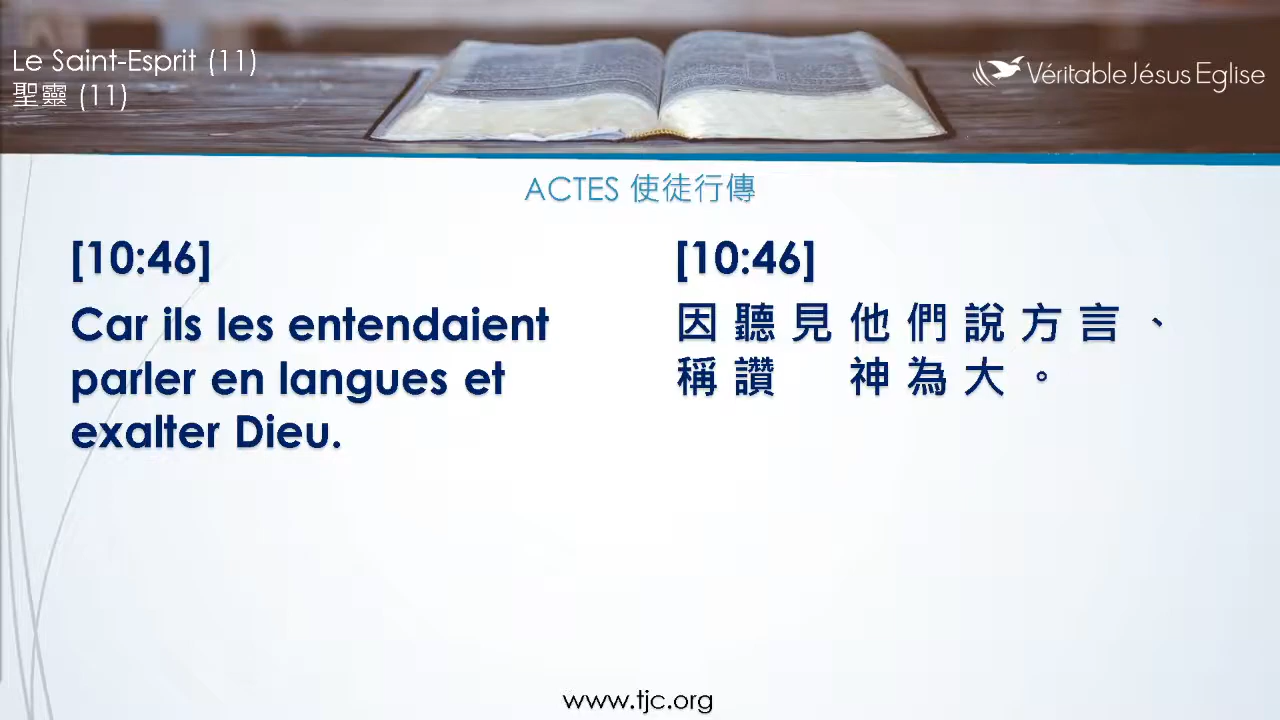 Le Saint-Esprit (11)
聖靈 (11)
Véritable Jésus Eglise
ACTES 使徒行傳
[10:46]
Car ils les entendaient
parler en langues et
exalter Dieu.
[10:46]
因聽見他們說方言、
稱讚　神為大。
www.tjc.org